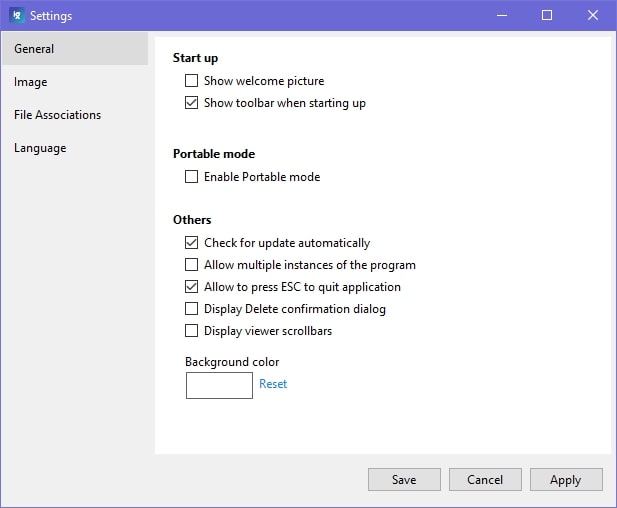 Settings
General
Image
File Associations
Language
Start up
Show welcome picture
Show toolbar when starting up
Portable mode
Enable Portable mode
Others
Check for update automatically
Allow multiple instances of the program
Allow to press ESC to quit application
Display Delete confirmation dialog
Display viewer scrollbars
Background color
Reset
Save
Cancel
Apply